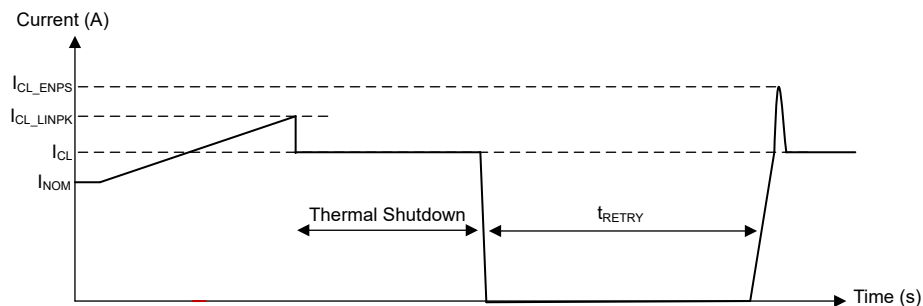 Current (A)
I_CL_ENPS
I_CL_LINPK
I_CL
I_NOM
Thermal Shutdown
t_RETRY
Time (s)